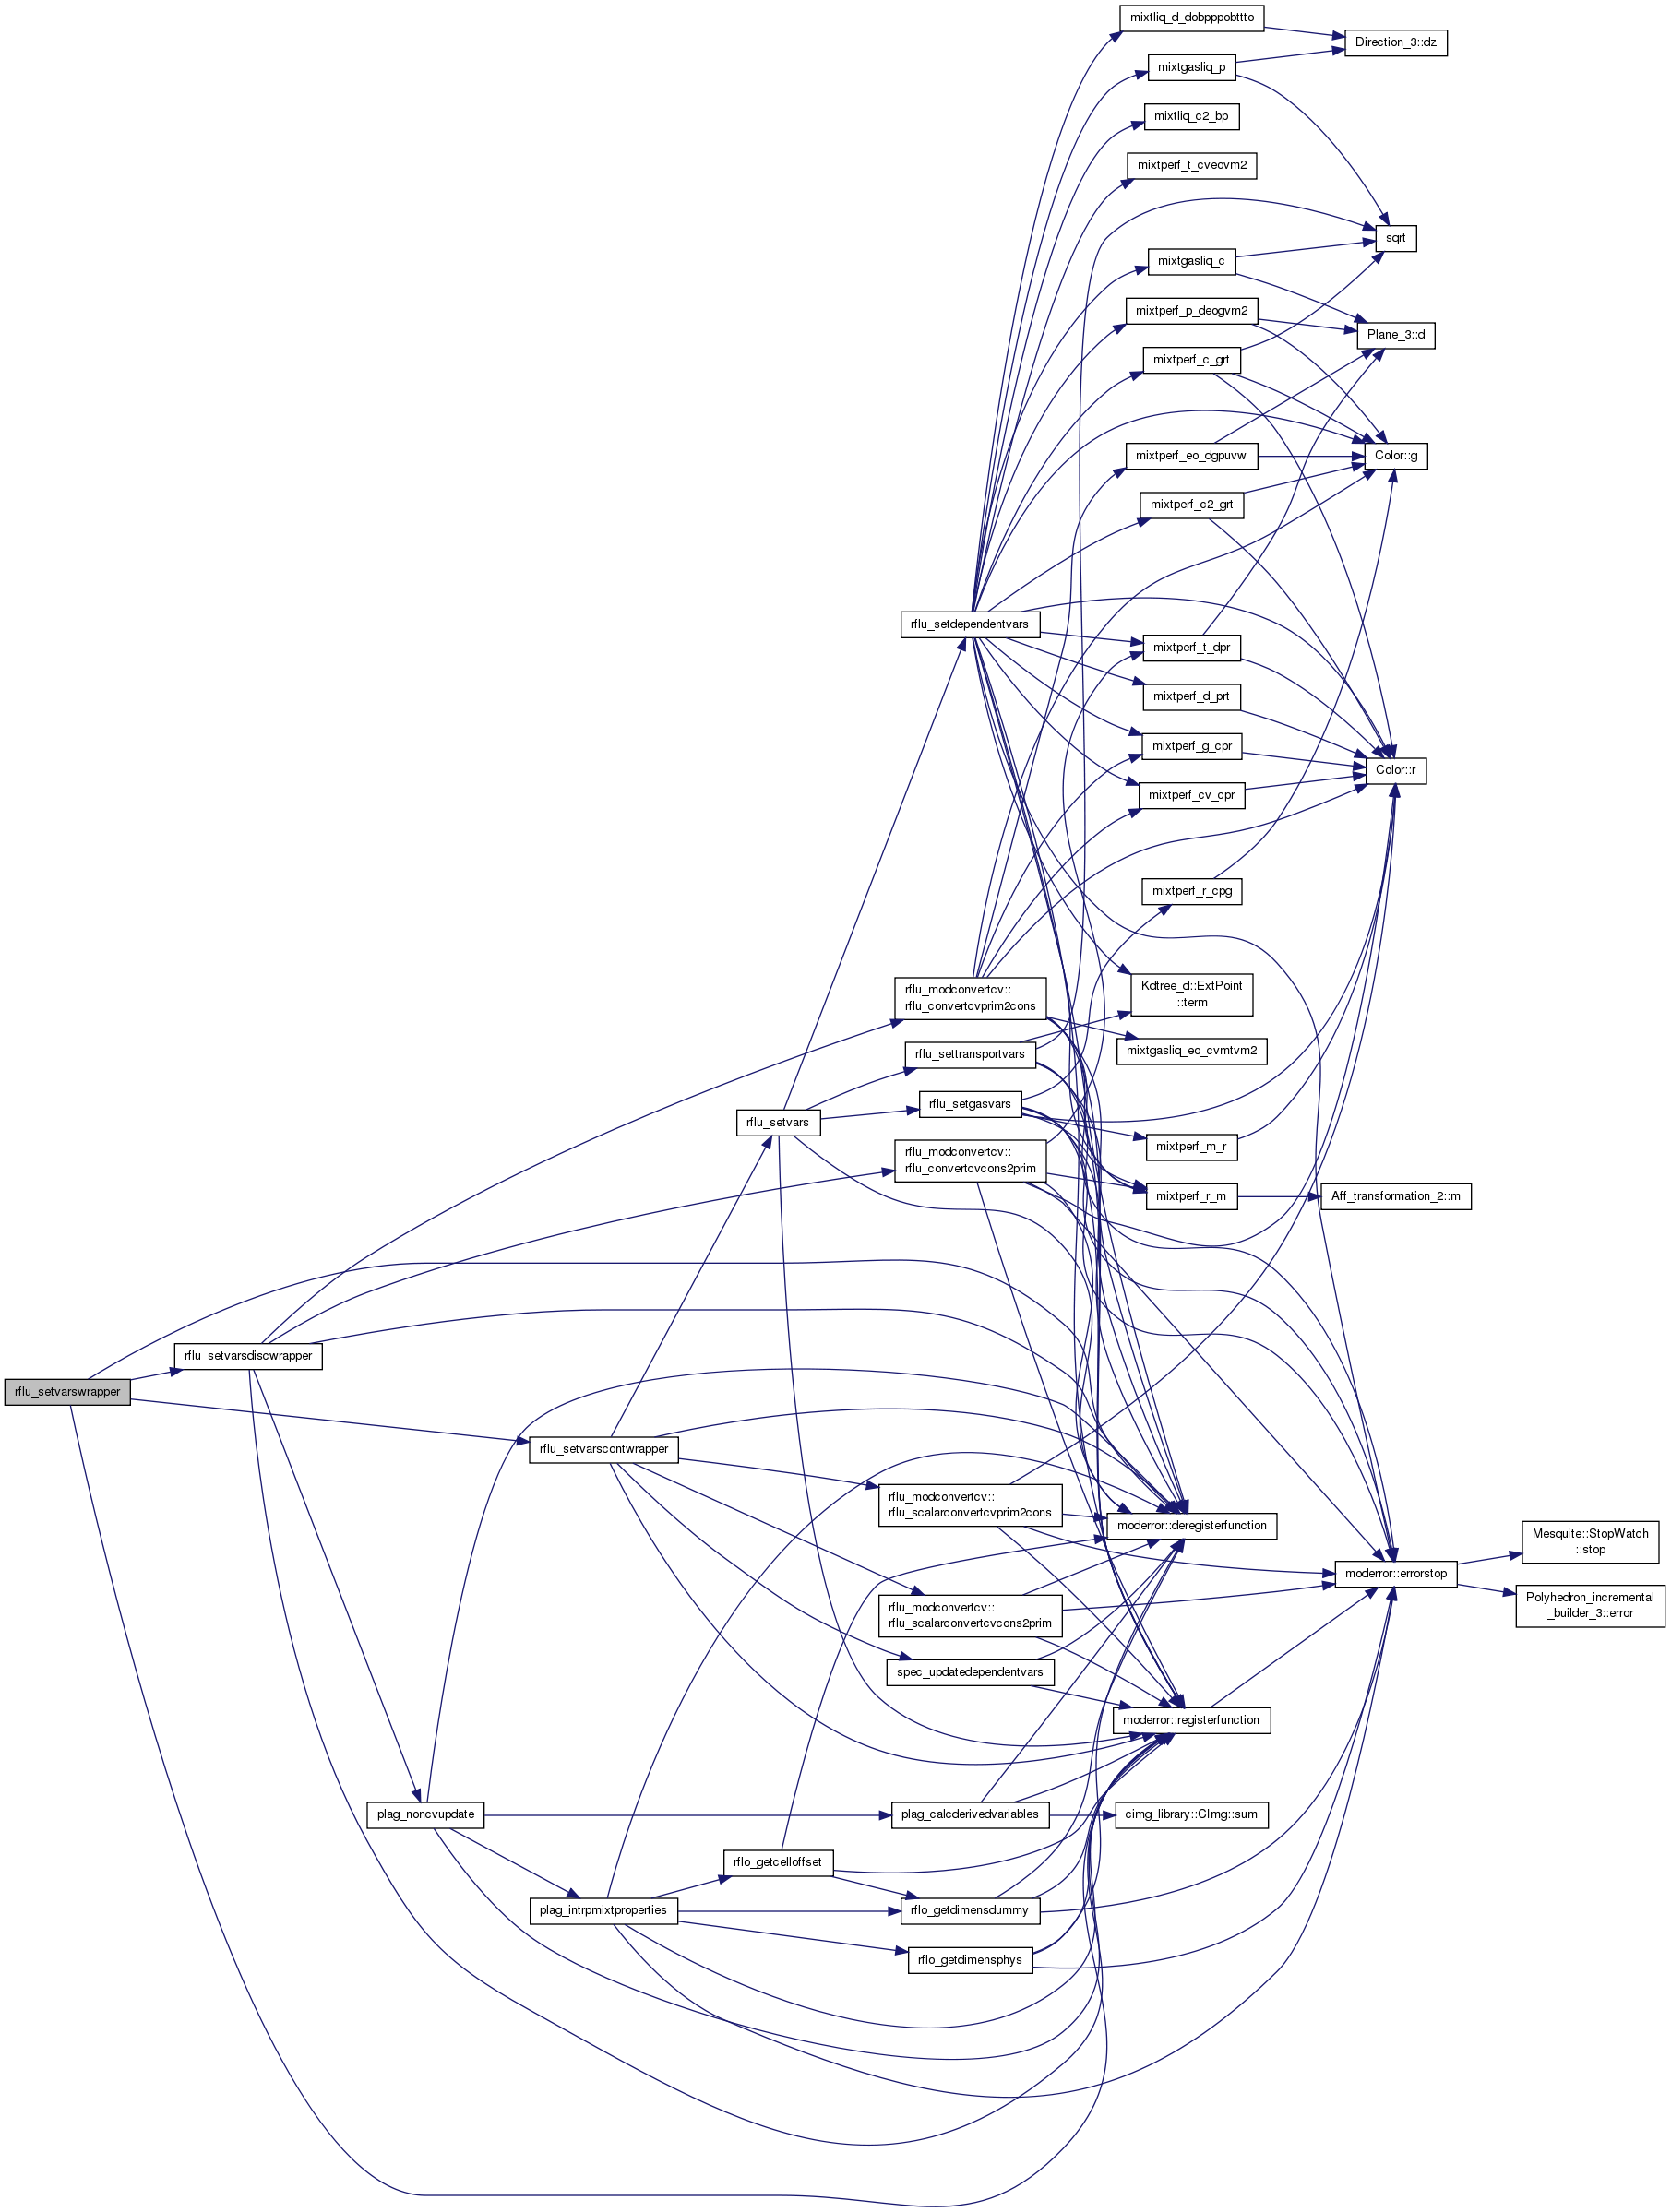 mixtliq_d_dobpppobttto
Direction_3::dz
mixtgasliq_p
mixtliq_c2_bp
mixtperf_t_cveovm2
sqrt
mixtgasliq_c
mixtperf_p_deogvm2
Plane_3::d
mixtperf_c_grt
mixtperf_eo_dgpuvw
Color::g
mixtperf_c2_grt
rflu_setdependentvars
mixtperf_t_dpr
mixtperf_d_prt
mixtperf_g_cpr
Color::r
mixtperf_cv_cpr
mixtperf_r_cpg
rflu_modconvertcv::
rflu_convertcvprim2cons
Kdtree_d::ExtPoint
::term
rflu_settransportvars
mixtgasliq_eo_cvmtvm2
rflu_setgasvars
rflu_setvars
mixtperf_m_r
rflu_modconvertcv::
rflu_convertcvcons2prim
mixtperf_r_m
Aff_transformation_2::m
rflu_setvarsdiscwrapper
rflu_setvarswrapper
rflu_setvarscontwrapper
rflu_modconvertcv::
rflu_scalarconvertcvprim2cons
moderror::deregisterfunction
Mesquite::StopWatch
::stop
moderror::errorstop
Polyhedron_incremental
_builder_3::error
rflu_modconvertcv::
rflu_scalarconvertcvcons2prim
spec_updatedependentvars
moderror::registerfunction
plag_noncvupdate
plag_calcderivedvariables
cimg_library::CImg::sum
rflo_getcelloffset
plag_intrpmixtproperties
rflo_getdimensdummy
rflo_getdimensphys